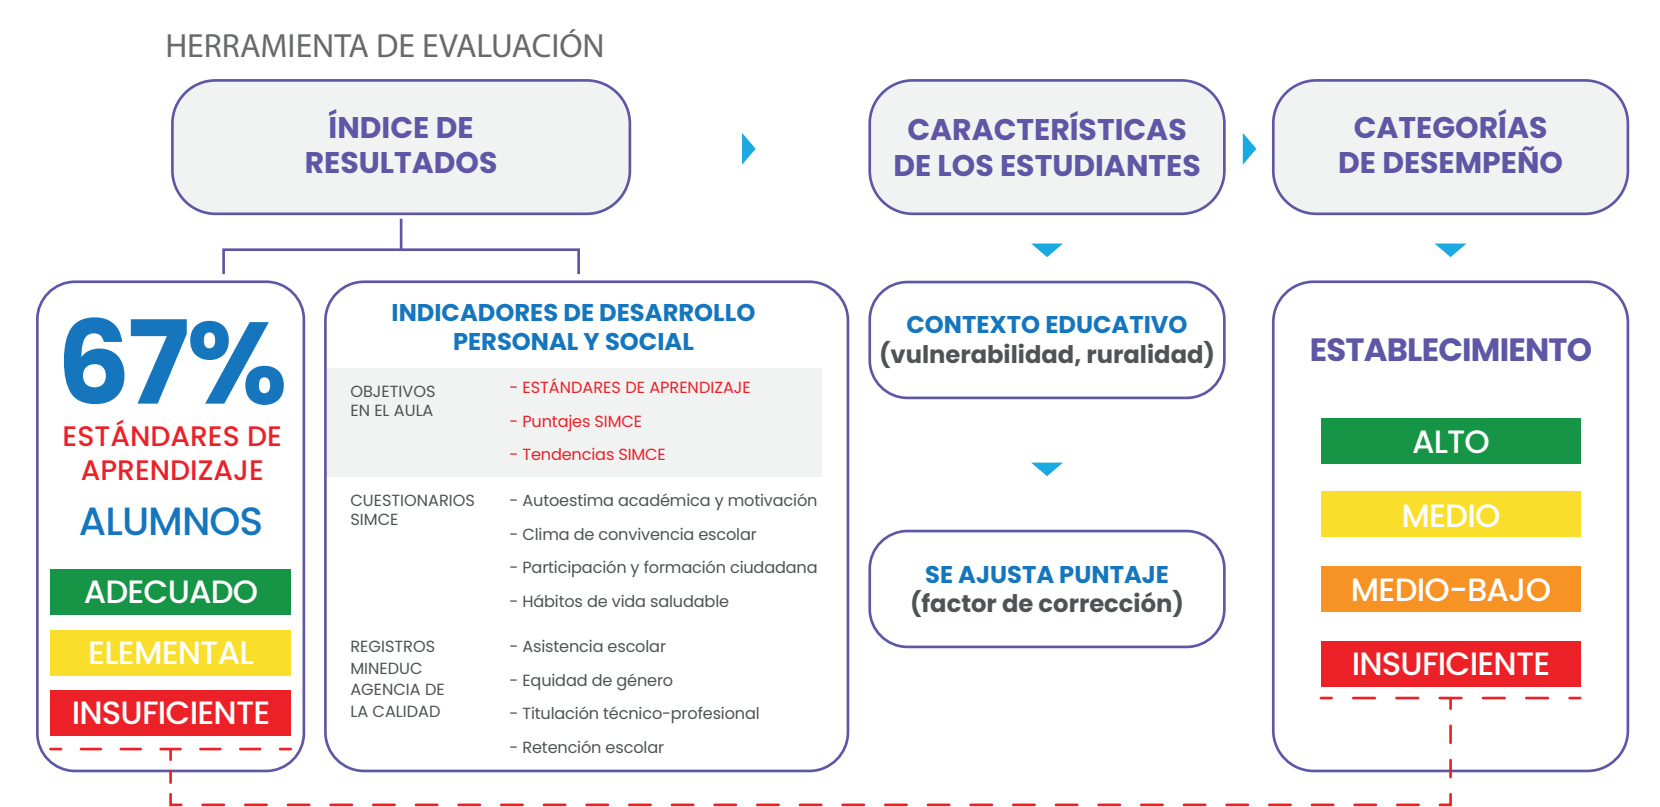 HERRAMIENTA DE EVALUACIÓN
ÍNDICE DE
RESULTADOS
CARACTERÍSTICAS
DE LOS ESTUDIANTES
CATEGORÍAS
DE DESEMPEÑO
67%
ESTÁNDARES DE
APRENDIZAJE
ALUMNOS
ADECUADO
ELEMENTAL
INSUFICIENTE
INDICADORES DE DESARROLLO
PERSONAL Y SOCIAL
OBJETIVOS
EN EL AULA
- ESTÁNDARES DE APRENDIZAJE
- Puntajes SIMCE
- Tendencias SIMCE
CUESTIONARIOS
SIMCE
- Autoestima académica y motivación
- Clima de convivencia escolar
- Participación y formación ciudadana
- Hábitos de vida saludable
REGISTROS
MINEDUC
AGENCIA DE
LA CALIDAD
- Asistencia escolar
- Equidad de género
- Titulación técnico-profesional
- Retención escolar
CONTEXTO EDUCATIVO
(vulnerabilidad, ruralidad)
SE AJUSTA PUNTAJE
(factor de corrección)
ESTABLECIMIENTO
ALTO
MEDIO
MEDIO-BAJO
INSUFICIENTE